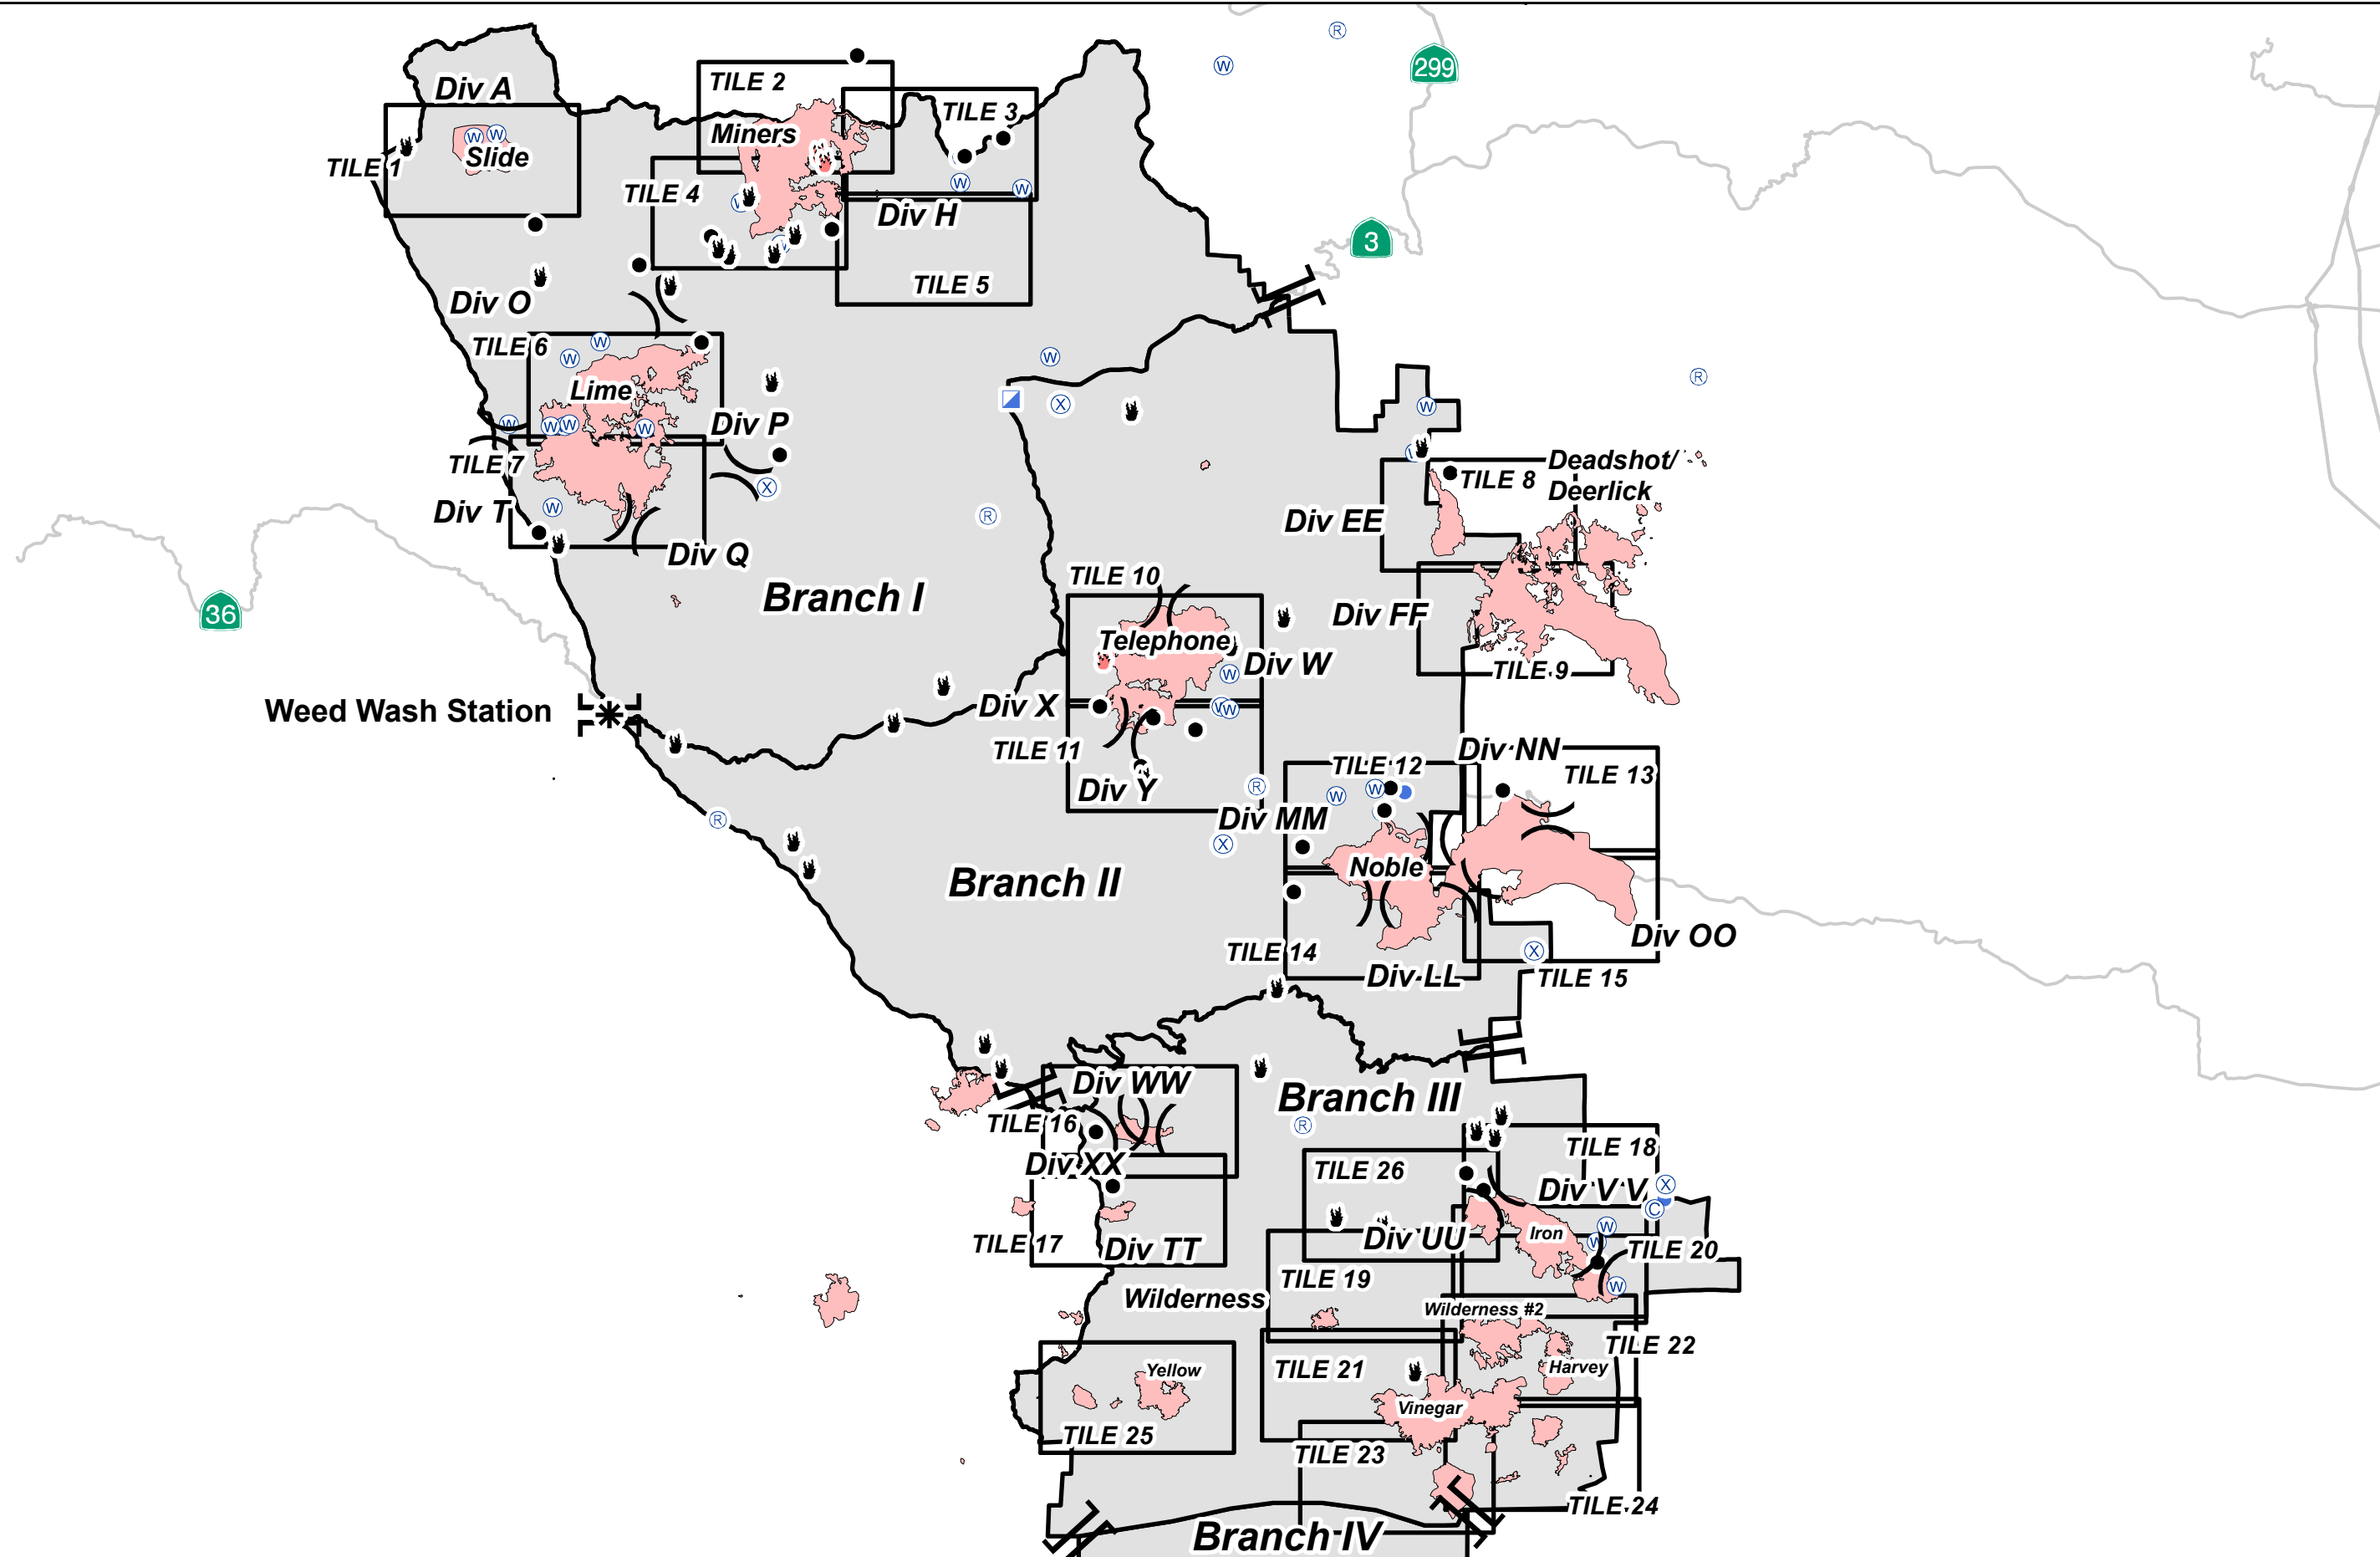 R
W
299
Div A
TILE 2
TILE 3
Miners
W W
Slide
TILE 1
W W
TILE 4
W
Div H
W
3
TILE 5
Div O
TILE 6
W
W
W
R
Lime
X
W
Div P
W
W W
W
TILE 7
Deadshot/
Deerlick
TILE 8
X
Div T
W
R
Div EE
Div Q
TILE 10
36
Branch I
Div FF
Telephone
Div W
W
TILE 9
Weed Wash Station
Div X
W W
TILE 11
Div NN
TILE 12
TILE 13
Div Y
R
W
W
R
Div MM
X
Noble
Branch II
Div OO
TILE 14
X
Div LL
TILE 15
Div WW
Branch III
TILE 16
R
TILE 18
Div XX
TILE 26
Div V V
X
C
TILE 17
Div TT
Div UU
Iron
W
W
TILE 20
TILE 19
W
Wilderness
Wilderness #2
TILE 22
Yellow
TILE 21
Harvey
Vinegar
TILE 25
TILE 23
TILE 24
Branch IV